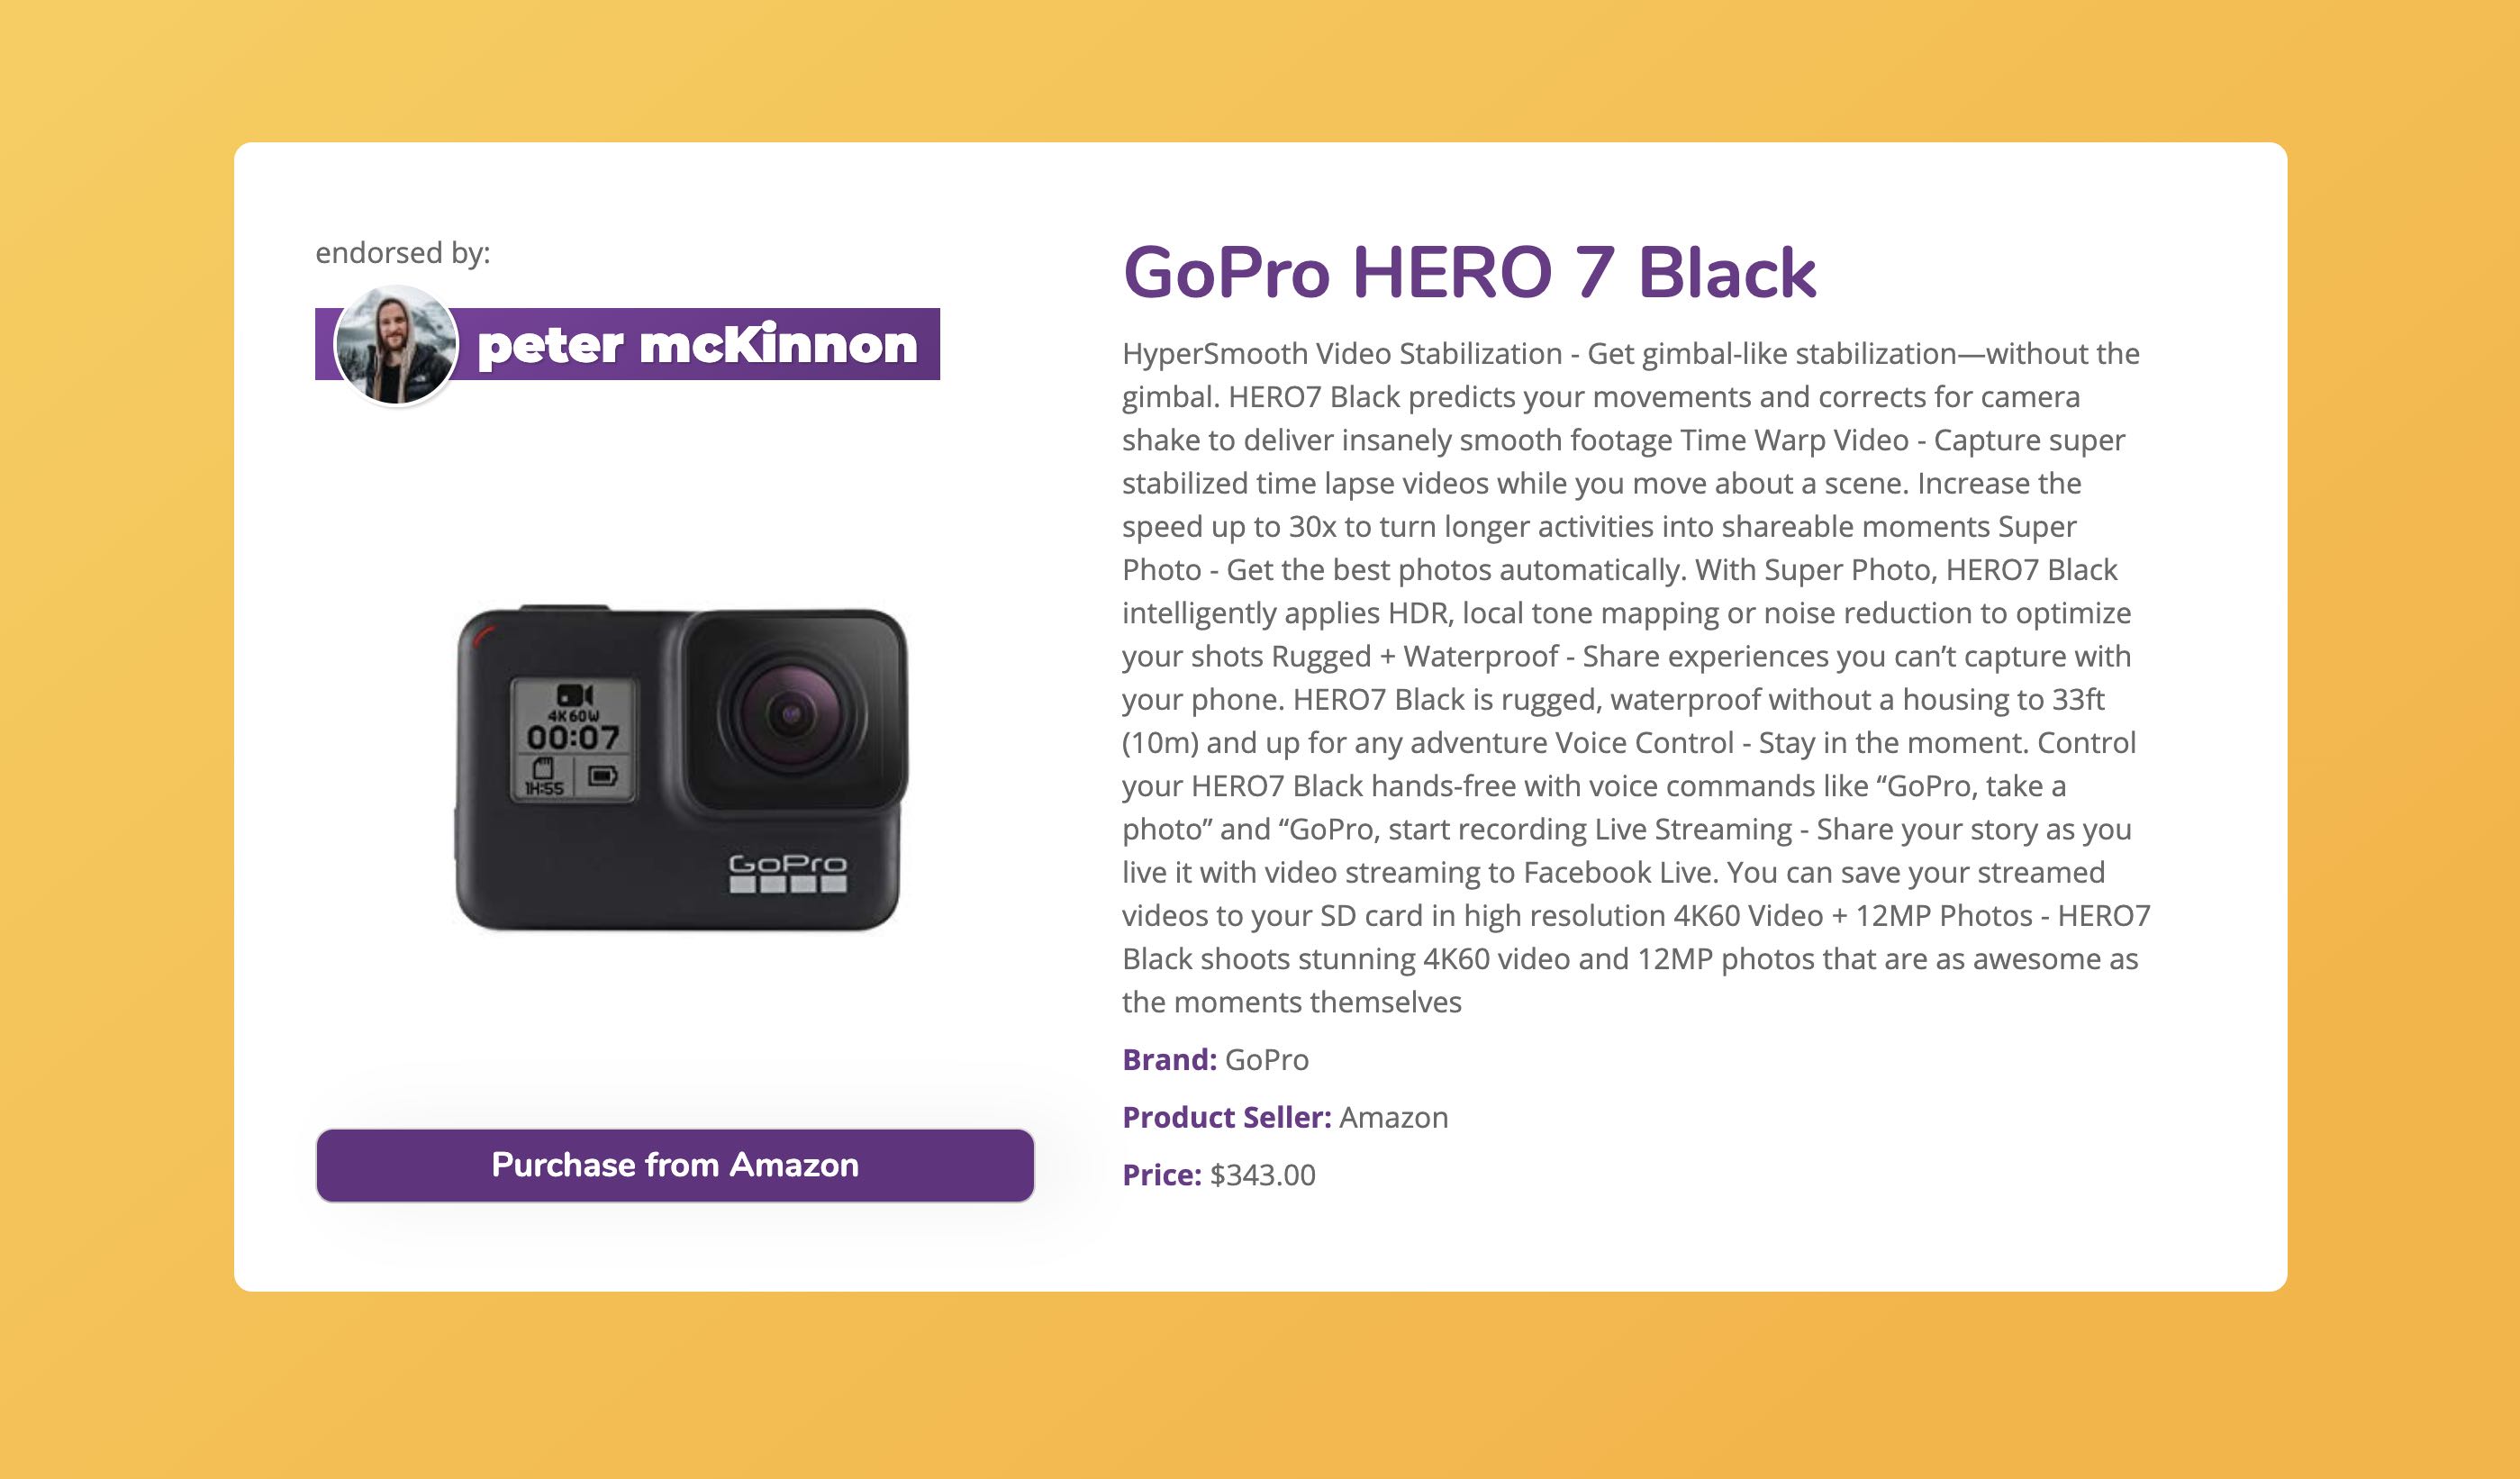 endorsed by:
peter mcKinnon
4K60W
00:07
1H:55
GoPro
Purchase from Amazon
GoPro HERO 7 Black
HyperSmooth Video Stabilization - Get gimbal-like stabilization—without the
gimbal. HERO7 Black predicts your movements and corrects for camera
shake to deliver insanely smooth footage Time Warp Video - Capture super
stabilized time lapse videos while you move about a scene. Increase the
speed up to 30x to turn longer activities into shareable moments Super
Photo - Get the best photos automatically. With Super Photo, HERO7 Black
intelligently applies HDR, local tone mapping or noise reduction to optimize
your shots Rugged + Waterproof - Share experiences you can’t capture with
your phone. HERO7 Black is rugged, waterproof without a housing to 33ft
(10m) and up for any adventure Voice Control - Stay in the moment. Control
your HERO7 Black hands-free with voice commands like “GoPro, take a
photo” and “GoPro, start recording Live Streaming - Share your story as you
live it with video streaming to Facebook Live. You can save your streamed
videos to your SD card in high resolution 4K60 Video + 12MP Photos - HERO7
Black shoots stunning 4K60 video and 12MP photos that are as awesome as
the moments themselves
Brand: GoPro
Product Seller: Amazon
Price: $343.00